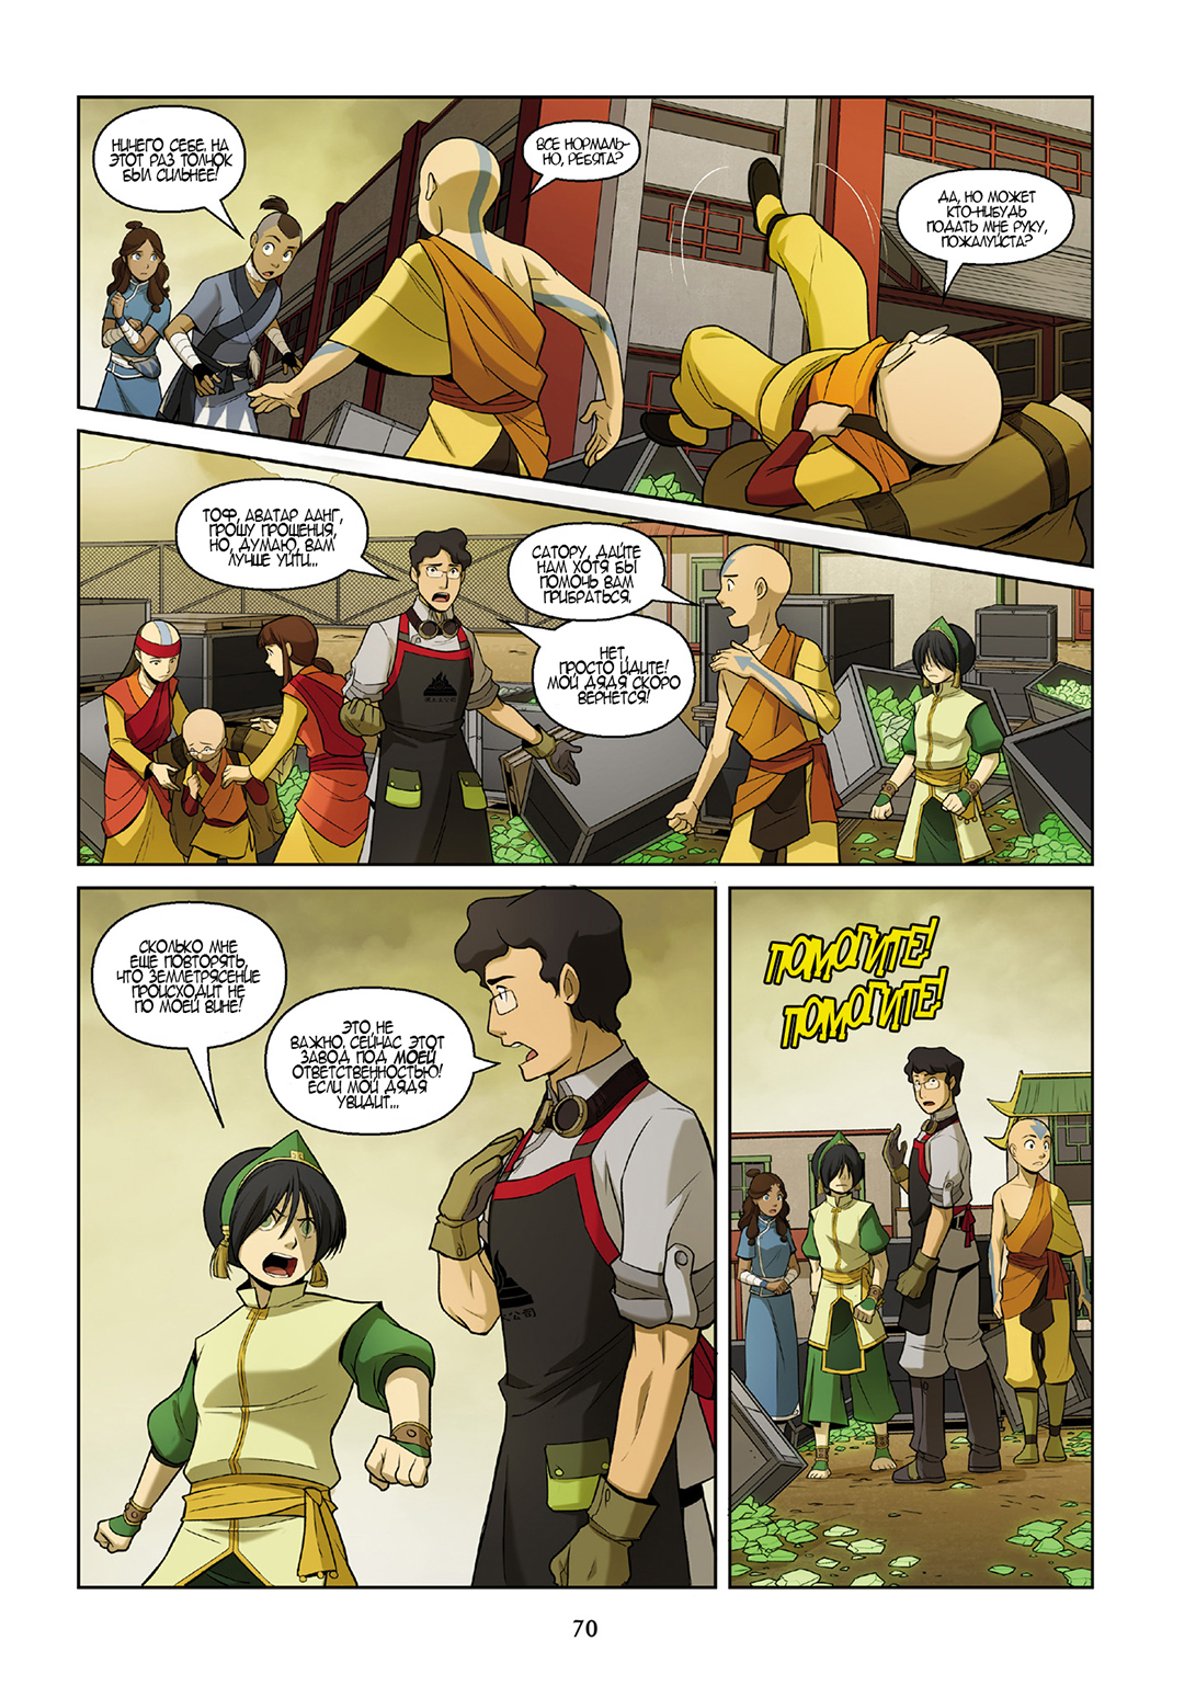 НИЧЕГО СЕБЕ. НА
ЭТОТ РАЗ ТОЛЧОК
БЫЛ СИЛЬНЕЕ!
ВСЕ НОРМАЛЬ-
НО, РЕБЯТА?
ДА, НО МОЖЕТ
КТО-НИБУДЬ
ПОДАТЬ МНЕ РУКУ,
ПОЖАЛУЙСТА?
ТОФ, АВАТАР ААНГ,
ПРОШУ ПРОЩЕНИЯ,
НО, ДУМАЮ, ВАМ
ЛУЧШЕ УЙТИ...
САТОРУ, ДАЙТЕ
НАМ ХОТЯ БЫ
ПОМОЧЬ ВАМ
ПРИБРАТЬСЯ.
НЕТ,
ПРОСТО ИДИТЕ!
МОЙ ДЯДЯ СКОРО
ВЕРНЕТСЯ!
СКОЛЬКО МНЕ
ЕЩЕ ПОВТОРЯТЬ,
ЧТО ЗЕМЛЕТРЯСЕНИЕ
ПРОИСХОДИТ НЕ
ПО МОЕЙ ВИНЕ!
ЭТО НЕ
ВАЖНО. СЕЙЧАС ЭТОТ
ЗАВОД ПОД МОЕЙ
ОТВЕТСТВЕННОСТЬЮ!
ЕСЛИ МОЙ ДЯДЯ
УВИДИТ...
ПОМОГИТЕ!
ПОМОГИТЕ!
70